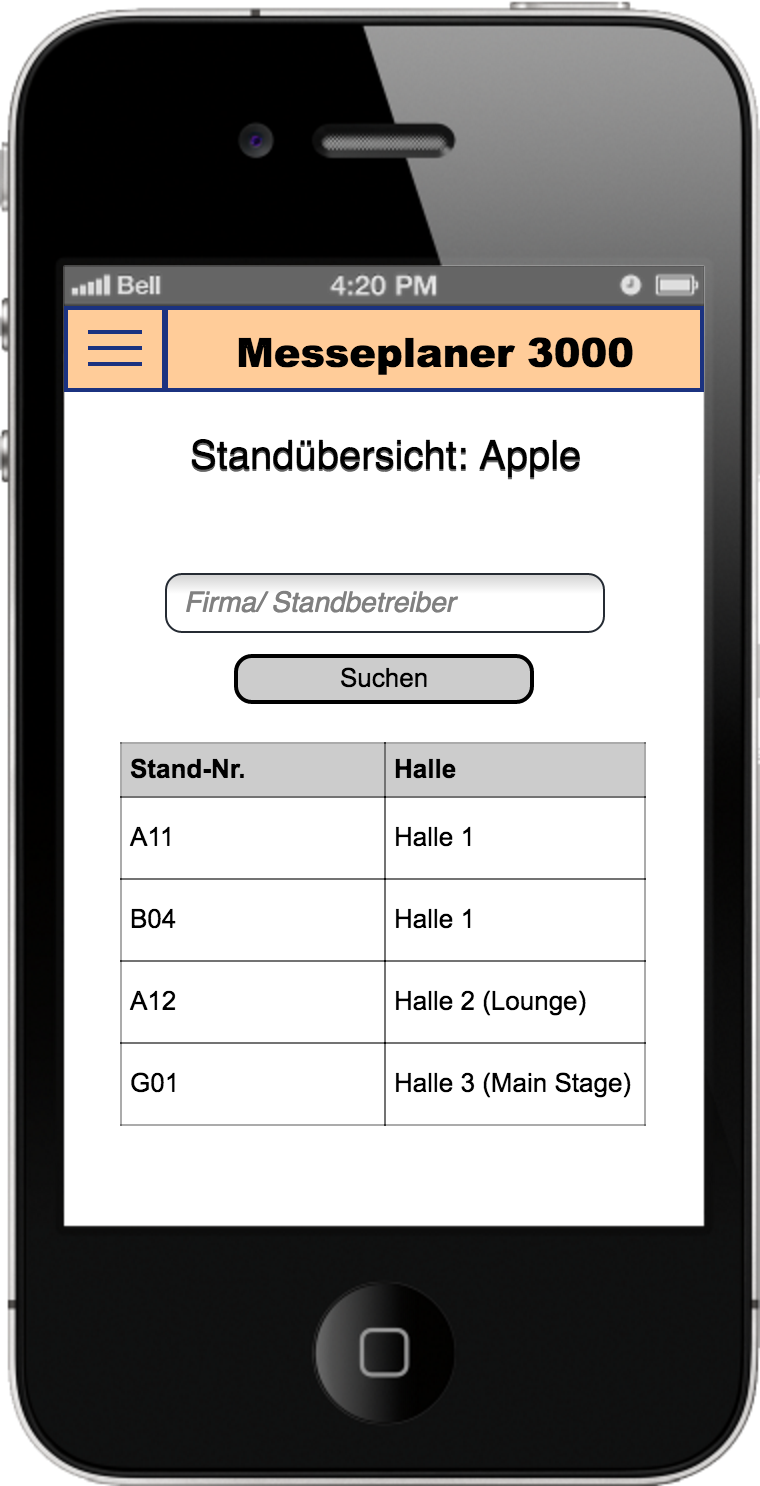 Bell 4:20 PM
Messeplaner 3000
Standübersicht: Apple
Firma/ Standbetreiber
Suchen
Stand-Nr. Halle
A11 Halle 1
B04 Halle 1
A12 Halle 2 (Lounge)
G01 Halle 3 (Main Stage)